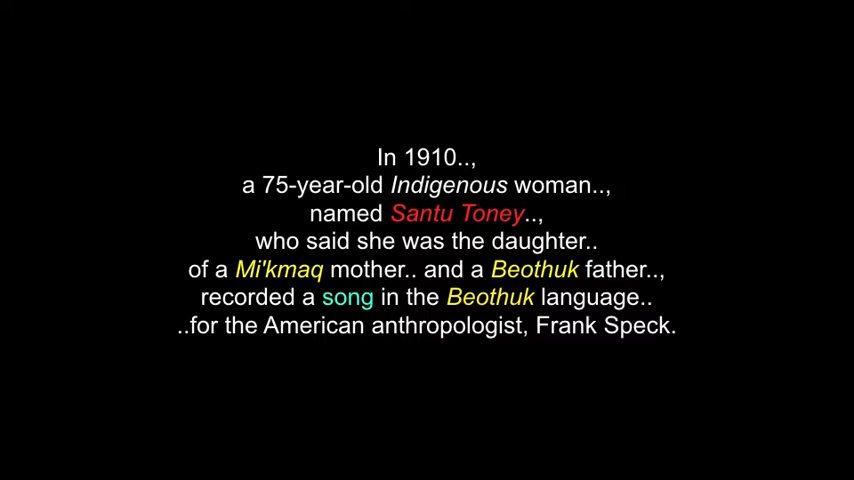 In 1910..,
a 75-year-old Indigenous woman..,
named Santu Toney..,
who said she was the daughter..
of a Mi'kmaq mother.. and a Beothuk father..,
recorded a song in the Beothuk language..
..for the American anthropologist, Frank Speck.